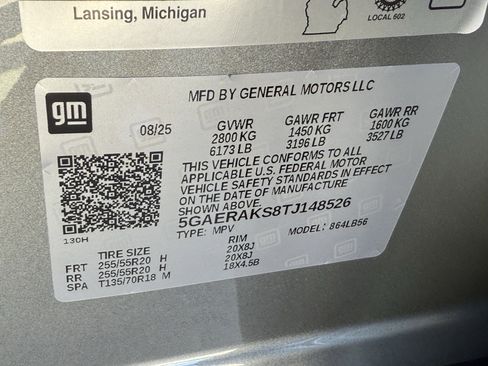 Lansing, Michigan
LOCAL 602
gm
MFD BY GENERAL MOTORS LLC
08/25
GVWR GAWR FRT GAWR RR
2800 KG 1450 KG 1600 KG
6173 LB 3196 LB 3527 LB
THIS VEHICLE CONFORMS TO ALL
APPLICABLE U.S. FEDERAL MOTOR
VEHICLE SAFETY STANDARDS IN EFFECT
ON THE DATE OF MANUFACTURE
SHOWN ABOVE.
5GAERAKS8TJ148526
TYPE: MPV MODEL: 864LB56
130H
TIRE SIZE RIM
FRT 255/55R20 H 20X8J
RR 255/55R20 H 20X8J
SPA T135/70R18 M 18X4.5B